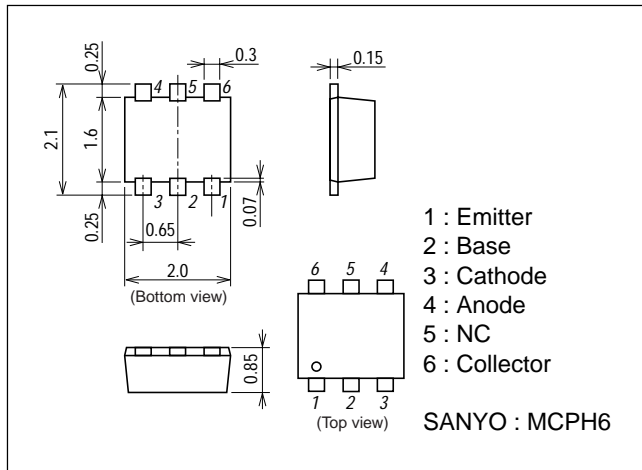 0.25
0.3
0.15
4 5 6
2.1
1.6
3 2 1
0.25
0.65
0.07
2.0
(Bottom view)
6 5 4
0.85
1 2 3
(Top view)
1 : Emitter
2 : Base
3 : Cathode
4 : Anode
5 : NC
6 : Collector
SANYO : MCPH6